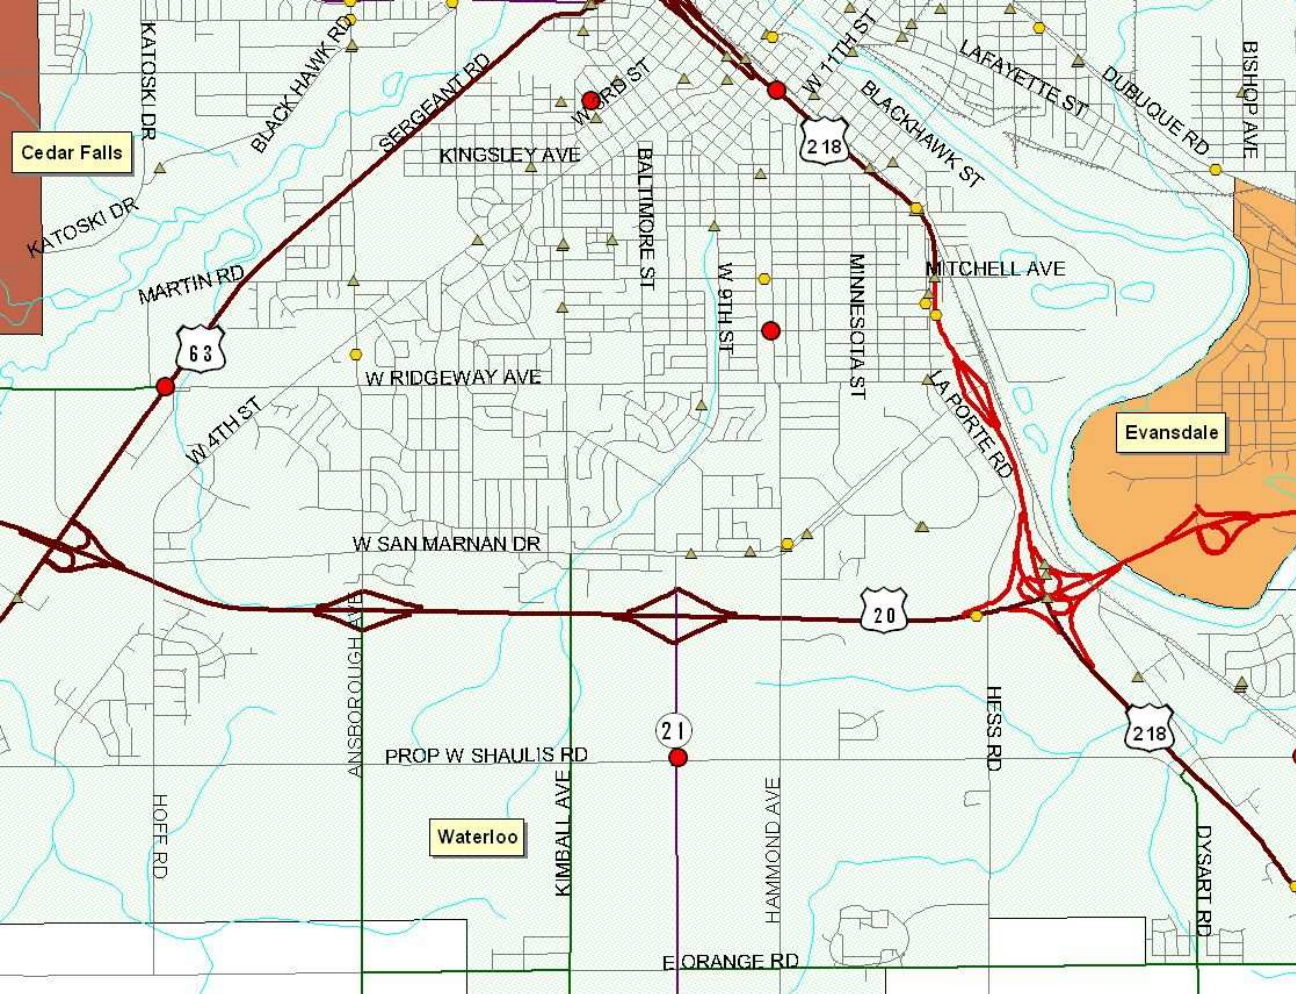 KATOSKI DR
BLACK HAWK RD
SERGEANT RD
W 3RD ST
W 11TH ST
LAFAYETTE ST
DUBUQUE RD
BISHOP AVE
BLACKHAWK ST
Cedar Falls
KINGSLEY AVE
218
BALTIMORE ST
KATOSKI DR
MARTIN RD
W 9TH ST
MINNESOTA ST
MITCHELL AVE
63
W RIDGEWAY AVE
W 4TH ST
LA PORTE RD
Evansdale
W SAN MARNAN DR
20
ANSBOROUGH AVE
HESS RD
21
218
PROP W SHAULIS RD
HOFF RD
Waterloo
KIMBALL AVE
HAMMOND AVE
DYSART RD
E ORANGE RD